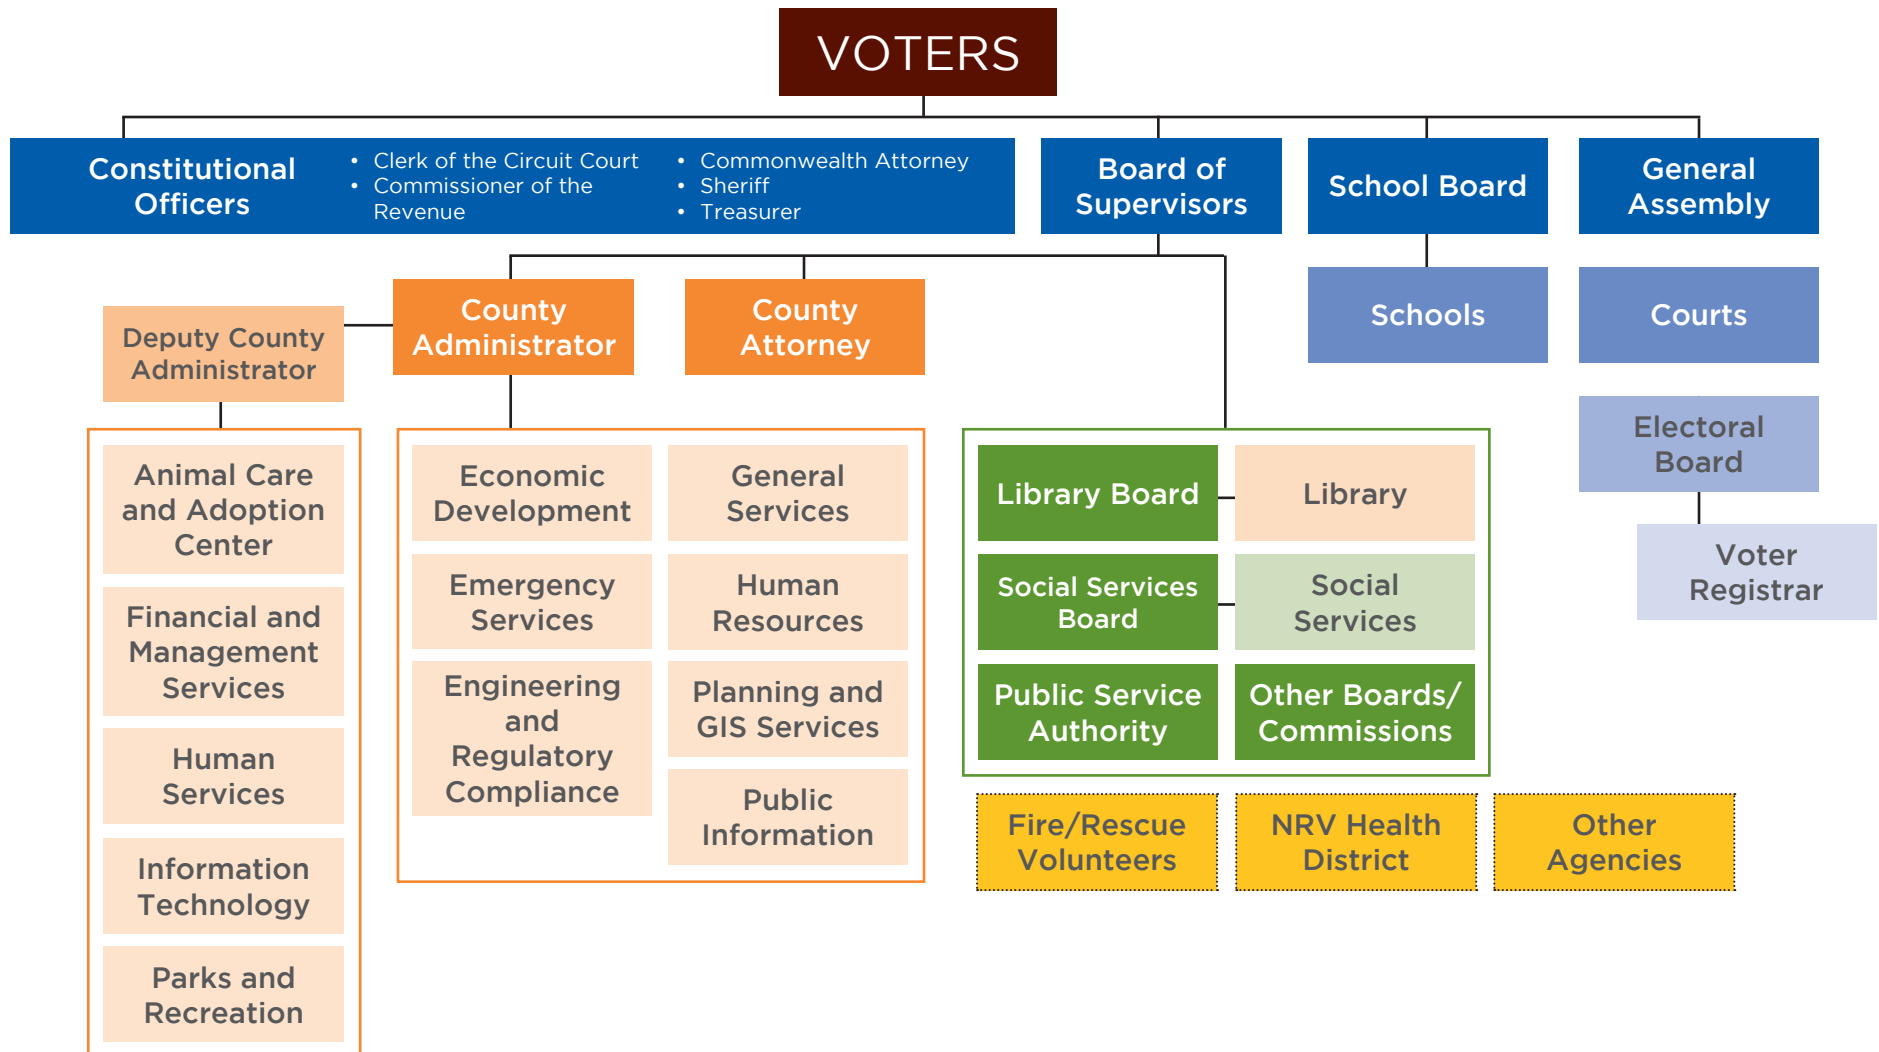 VOTERS
Constitutional
Officers
• Clerk of the Circuit Court
• Commissioner of the
Revenue
• Commonwealth Attorney
• Sheriff
• Treasurer
Board of
Supervisors
School Board
General
Assembly
Deputy County
Administrator
County
Administrator
County
Attorney
Schools
Courts
Electoral
Board
Voter
Registrar
Animal Care
and Adoption
Center
Financial and
Management
Services
Human
Services
Information
Technology
Parks and
Recreation
Economic
Development
General
Services
Emergency
Services
Human
Resources
Engineering
and
Regulatory
Compliance
Planning and
GIS Services
Public
Information
Library Board
Library
Social Services
Board
Social
Services
Public Service
Authority
Other Boards/
Commissions
Fire/Rescue
Volunteers
NRV Health
District
Other
Agencies